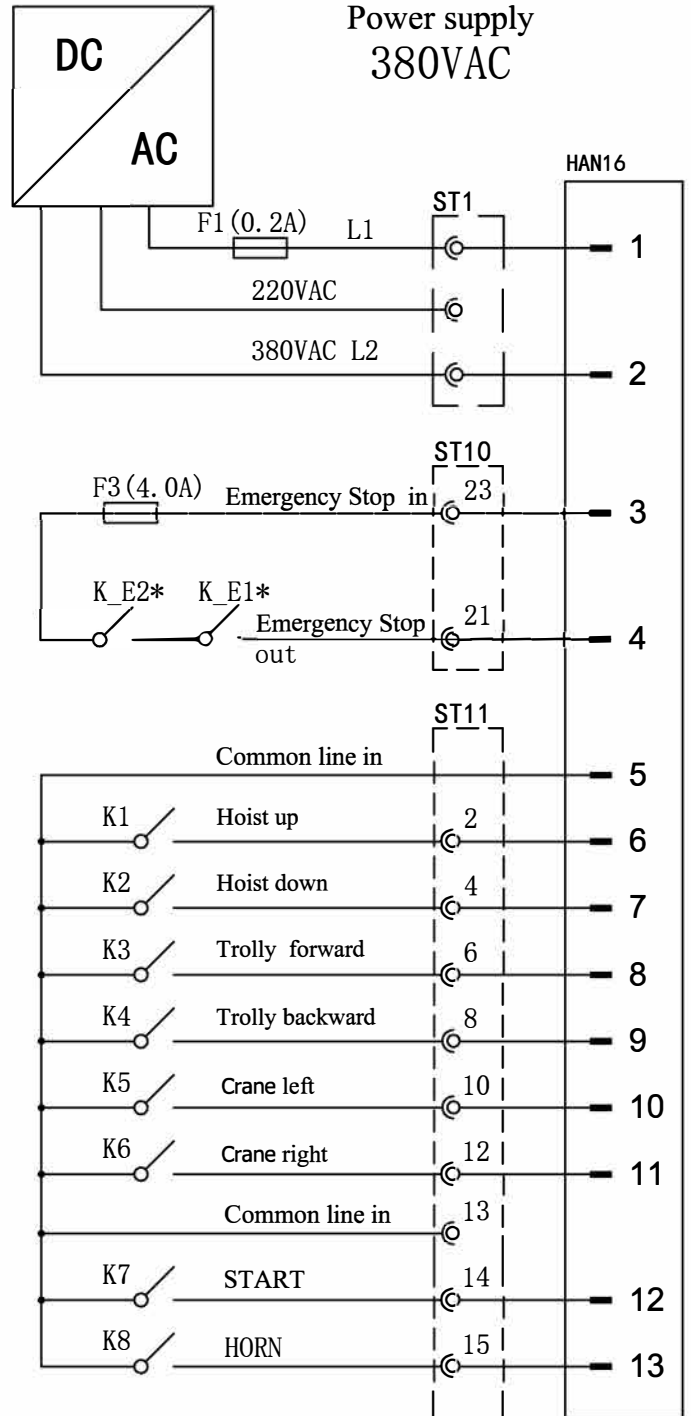 Power supply
380VAC
DC
AC
HAN16
ST1
F1(0.2A) L1 1
220VAC
380VAC L2 2
ST10
F3(4.0A) Emergency Stop in 23 3
K_E2* K_E1* Emergency Stop 21 4
out
ST11
Common line in 5
K1 Hoist up 2 6
K2 Hoist down 4 7
K3 Trolly forward 6 8
K4 Trolly backward 8 9
K5 Crane left 10 10
K6 Crane right 12 11
Common line in 13
K7 START 14 12
K8 HORN 15 13